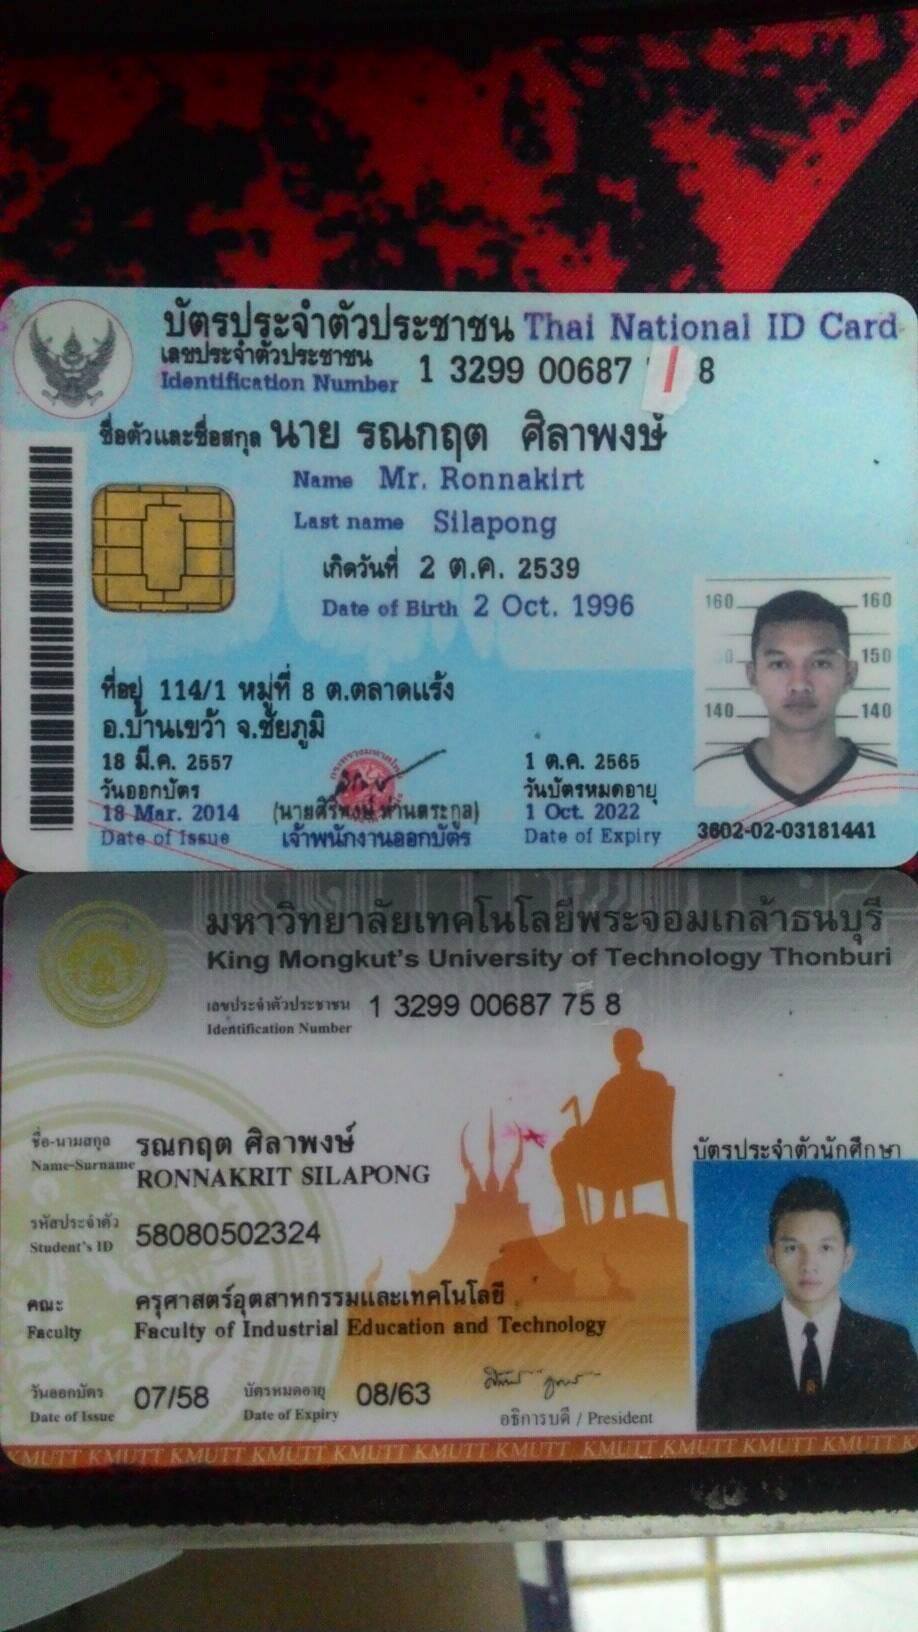 บัตรประจำตัวประชาชน Thai National ID Card
เลขประจำตัวประชาชน
Identification Number 1 3299 00687 8
ชื่อตัวและชื่อสกุล นาย รณกฤต ศิลาพงษ์
Name Mr. Ronnakirt
Last name Silapong
เกิดวันที่ 2 ต.ค. 2539
Date of Birth 2 Oct. 1996
160 160
150
140 140
ที่อยู่ 114/1 หมู่ที่ 8 ต.ตลาดแร้ง
อ.บ้านเขว้า จ.ชัยภูมิ
18 มี.ค. 2557
วันออกบัตร
18 Mar. 2014
Date of Issue
เจ้าพนักงานออกบัตร
1 ต.ค. 2565
วันบัตรหมดอายุ
1 Oct. 2022
Date of Expiry
3602-02-03181441
มหาวิทยาลัยเทคโนโลยีพระจอมเกล้าธนบุรี
King Mongkut's University of Technology Thonburi
เลขประจำตัวประชาชน 1 3299 00687 75 8
Identification Number
บัตรประจำตัวนักศึกษา
ชื่อ-นามสกุล รณกฤต ศิลาพงษ์
Name-Surname RONNAKRIT SILAPONG
รหัสประจำตัว 58080502324
Student's ID
คณะ ครุศาสตร์อุตสาหกรรมและเทคโนโลยี
Faculty Faculty of Industrial Education and Technology
วันออกบัตร 07/58 บัตรหมดอายุ 08/63
Date of Issue Date of Expiry
อธิการบดี / President
KMUTT KMUTT KMUTT KMUTT KMUTT KMUTT KMUTT KMUTT KMUTT KMUTT KMUTT